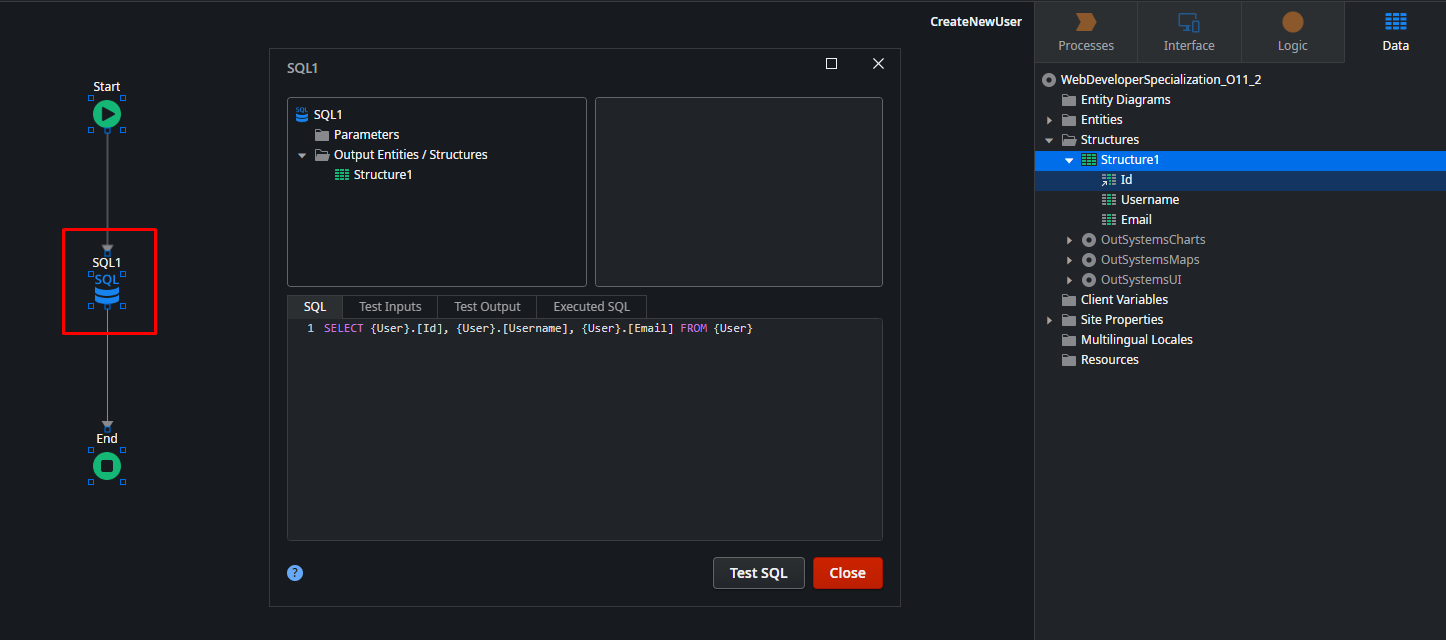 CreateNewUser
Start
SQL1
SQL
End
SQL1
SQL
SQL1
Parameters
Output Entities / Structures
Structure1
SQL
Test Inputs
Test Output
Executed SQL
1 SELECT {User}.[Id], {User}.[Username], {User}.[Email] FROM {User}
?
Test SQL
Close
Processes
Interface
Logic
Data
WebDeveloperSpecialization_O11_2
Entity Diagrams
Entities
Structures
Structure1
Id
Username
Email
OutSystemsCharts
OutSystemsMaps
OutSystemsUI
Client Variables
Site Properties
Multilingual Locales
Resources